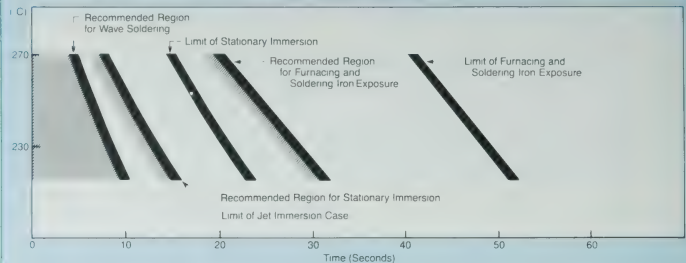 (C)
Recommended Region
for Wave Soldering
Limit of Stationary Immersion
270
Recommended Region
for Furnacing and
Soldering Iron Exposure
Limit of Furnacing and
Soldering Iron Exposure
230
Recommended Region for Stationary Immersion
Limit of Jet Immersion Case
0
10
20
30
40
50
60
Time (Seconds)